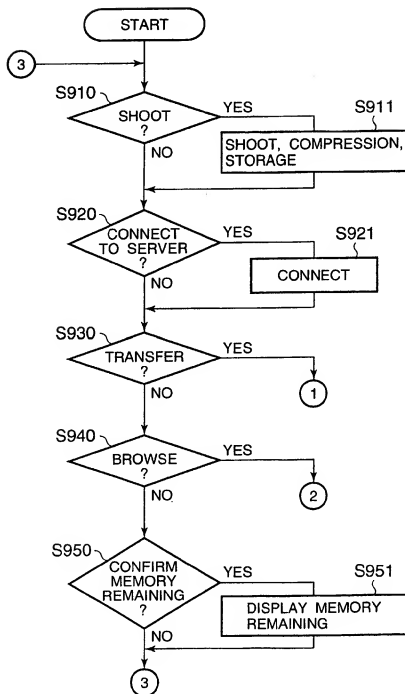 START
3
S910
SHOOT
?
YES
NO
S911
SHOOT, COMPRESSION,
STORAGE
S920
CONNECT
TO SERVER
?
YES
NO
S921
CONNECT
S930
TRANSFER
?
YES
NO
1
S940
BROWSE
?
YES
NO
2
S950
CONFIRM
MEMORY
REMAINING
?
YES
NO
S951
DISPLAY MEMORY
REMAINING
3